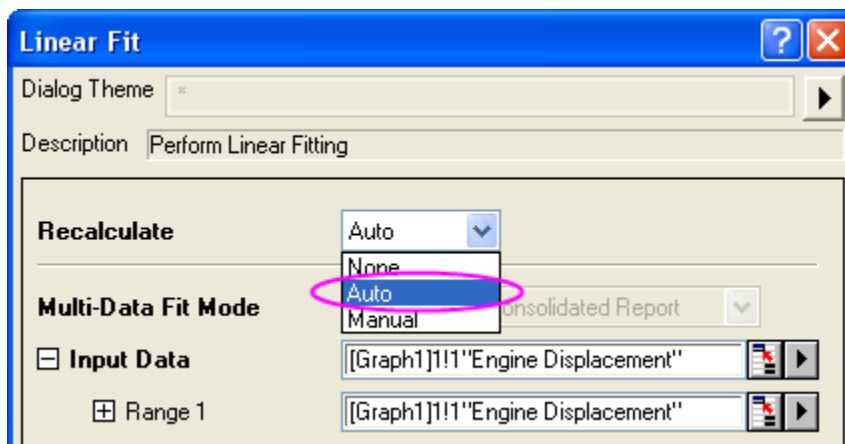 Linear Fit
Dialog Theme *
Description Perform Linear Fitting
Recalculate Auto
None
Auto
Multi-Data Fit Mode onsolidated Report
Manual
Input Data [Graph1]1!1"Engine Displacement"
Range 1 [Graph1]1!1"Engine Displacement"